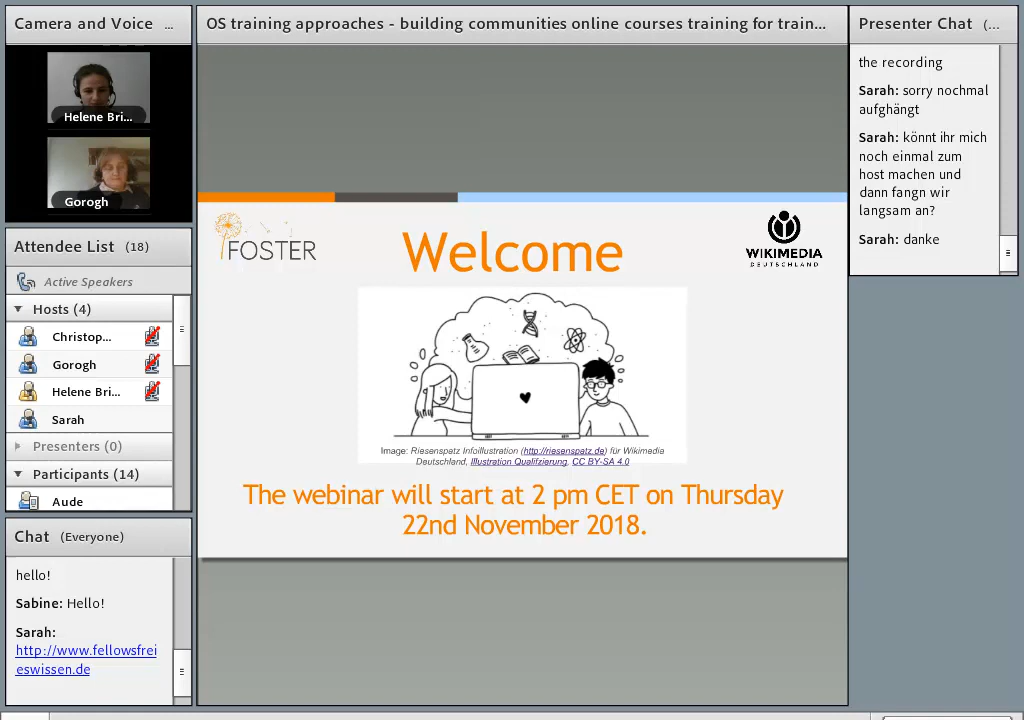 Camera and Voice ...
Helene Bri...
Gorogh
Attendee List (18)
Active Speakers
Hosts (4)
Christop...
Gorogh
Helene Bri...
Sarah
Presenters (0)
Participants (14)
Aude
Chat (Everyone)
hello!
Sabine: Hello!
Sarah:
http://www.fellowsfrei
eswissen.de
OS training approaches - building communities online courses training for train...
FOSTER
Welcome
WIKIMEDIA
DEUTSCHLAND
Image: Riesenspatz Infoillustration (http://riesenspatz.de) für Wikimedia
Deutschland, Illustration Qualifzierung, CC BY-SA 4.0
The webinar will start at 2 pm CET on Thursday
22nd November 2018.
Presenter Chat (...
the recording
Sarah: sorry nochmal
aufghängt
Sarah: könnt ihr mich
noch einmal zum
host machen und
dann fangn wir
langsam an?
Sarah: danke